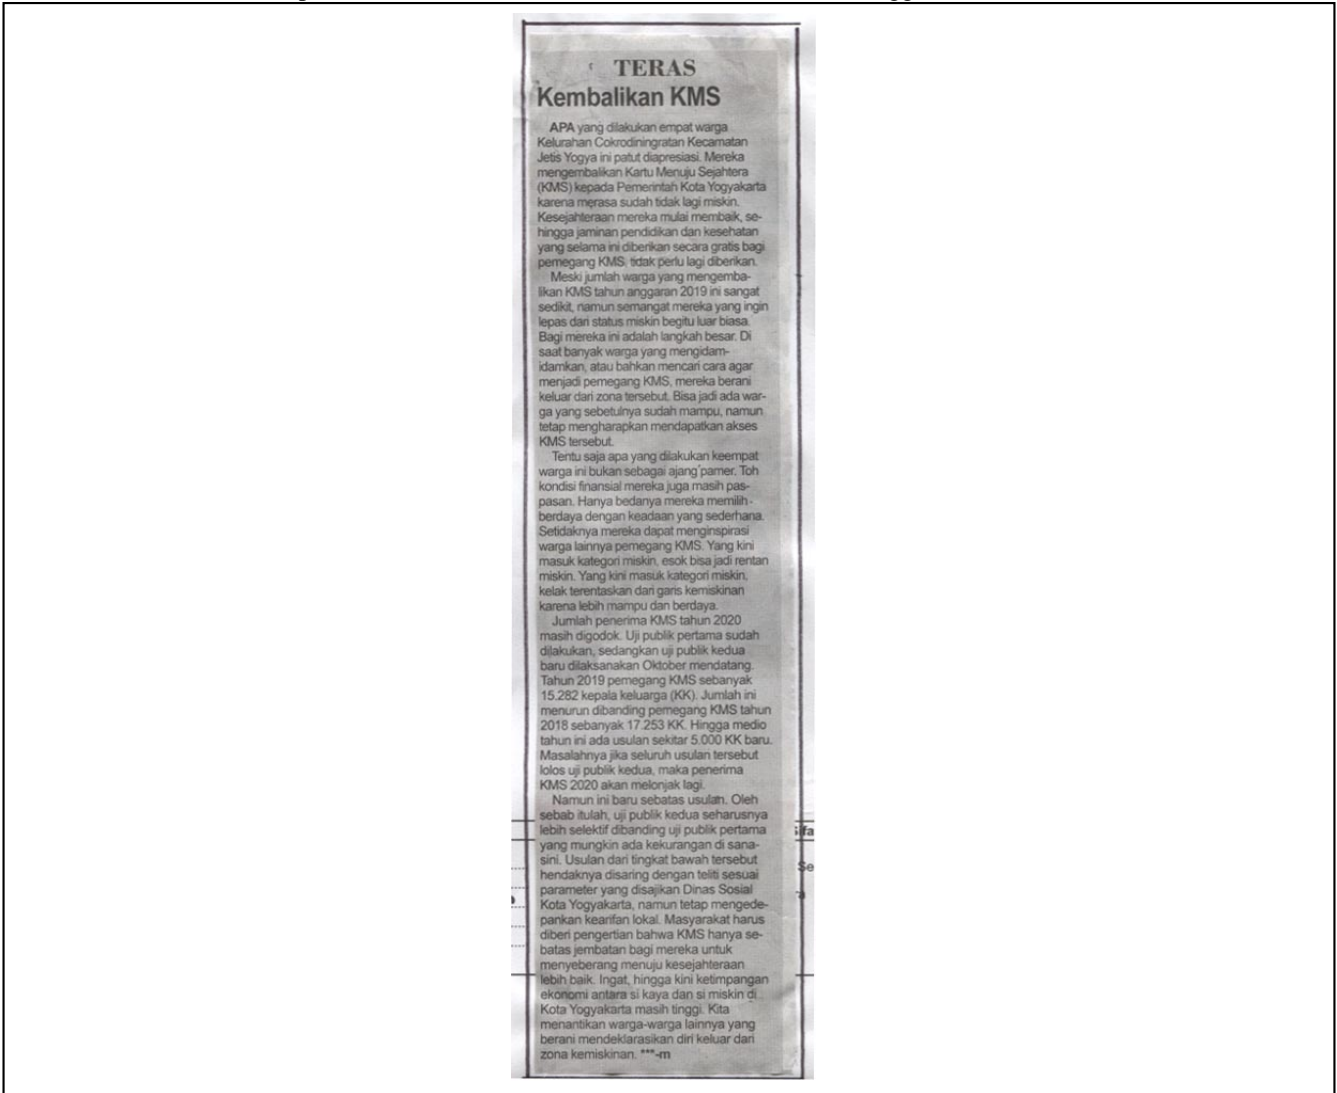 TERAS
Kembalikan KMS
APA yang dilakukan empat warga
Kelurahan Cokrodiningratan Kecamatan
Jetis Yogya ini patut diapresiasi. Mereka
mengembalikan Kartu Menuju Sejahtera
(KMS) kepada Pemerintah Kota Yogyakarta
karena merasa sudah tidak lagi miskin.
Kesejahteraan mereka mulai membaik, se-
hingga jaminan pendidikan dan kesehatan
yang selama ini diberikan secara gratis bagi
pemegang KMS, tidak perlu lagi diberikan.
Meski jumlah warga yang mengemba-
likan KMS tahun anggaran 2019 ini sangat
sedikit, namun semangat mereka yang ingin
lepas dari status miskin begitu luar biasa.
Bagi mereka ini adalah langkah besar. Di
saat banyak warga yang mengidam-
idamkan, atau bahkan mencari cara agar
menjadi pemegang KMS, mereka berani
keluar dari zona tersebut. Bisa jadi ada war-
ga yang sebetulnya sudah mampu, namun
tetap mengharapkan mendapatkan akses
KMS tersebut.
Tentu saja apa yang dilakukan keempat
warga ini bukan sebagai ajang pamer. Toh
kondisi finansial mereka juga masih pas-
pasan. Hanya bedanya mereka memilih
berdaya dengan keadaan yang sederhana.
Setidaknya mereka dapat menginspirasi
warga lainnya pemegang KMS. Yang kini
masuk kategori miskin, esok bisa jadi rentan
miskin. Yang kini masuk kategori miskin,
kelak terentaskan dari garis kemiskinan
karena lebih mampu dan berdaya.
Jumlah penerima KMS tahun 2020
masih digodok. Uji publik pertama sudah
dilakukan, sedangkan uji publik kedua
baru dilaksanakan Oktober mendatang.
Tahun 2019 pemegang KMS sebanyak
15.282 kepala keluarga (KK). Jumlah ini
menurun dibanding pemegang KMS tahun
2018 sebanyak 17.253 KK. Hingga medio
tahun ini ada usulan sekitar 5.000 KK baru.
Masalahnya jika seluruh usulan tersebut
lolos uji publik kedua, maka penerima
KMS 2020 akan melonjak lagi.
Namun ini baru sebatas usulan. Oleh
sebab itulah, uji publik kedua seharusnya
lebih selektif dibanding uji publik pertama
yang mungkin ada kekurangan di sana-
sini. Usulan dari tingkat bawah tersebut
hendaknya disaring dengan teliti sesuai
parameter yang disajikan Dinas Sosial
Kota Yogyakarta, namun tetap mengede-
pankan kearifan lokal. Masyarakat harus
diberi pengertian bahwa KMS hanya se-
batas jembatan bagi mereka untuk
menyeberang menuju kesejahteraan
lebih baik. Ingat, hingga kini ketimpangan
ekonomi antara si kaya dan si miskin di
Kota Yogyakarta masih tinggi. Kita
menantikan warga-warga lainnya yang
berani mendeklarasikan diri keluar dari
zona kemiskinan. ***-m